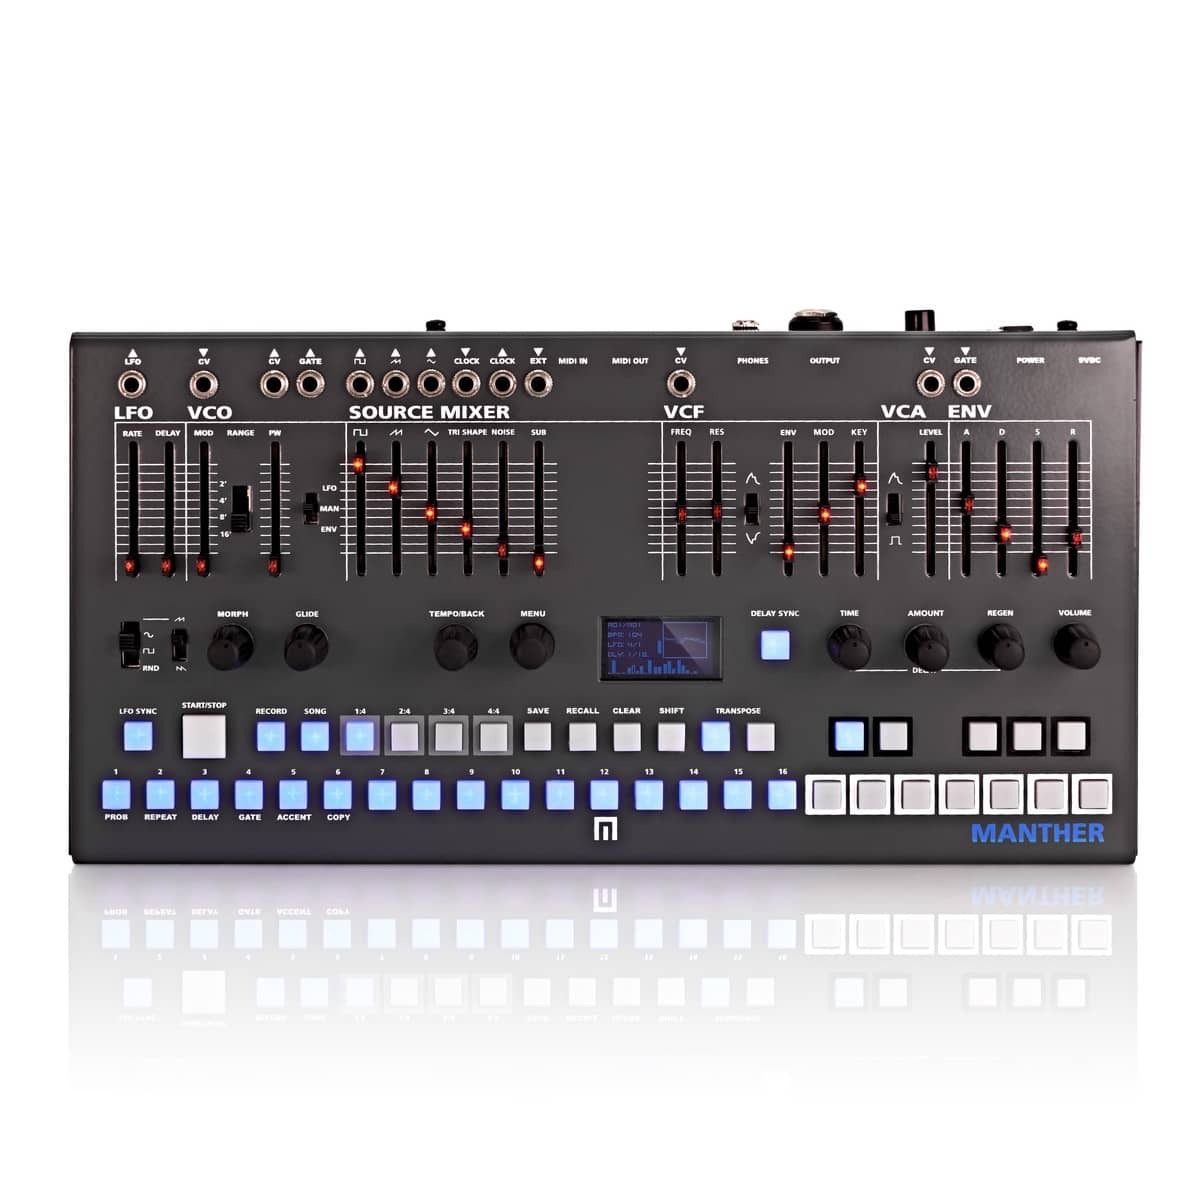 LFO CV CV GATE CLOCK CLOCK EXT MIDI IN MIDI OUT CV PHONES OUTPUT CV GATE POWER 9VDC
LFO VCO SOURCE MIXER VCF VCA ENV
RATE DELAY MOD RANGE PW TRI SHAPE NOISE SUB FREQ RES ENV MOD KEY LEVEL A D S R
2'
4'
8'
16'
LFO
MAN
ENV
MORPH GLIDE TEMPO/BACK MENU DELAY SYNC TIME AMOUNT REGEN VOLUME
RND
LFO SYNC START/STOP RECORD SONG 1:4 2:4 3:4 4:4 SAVE RECALL CLEAR SHIFT TRANSPOSE
1 2 3 4 5 6 7 8 9 10 11 12 13 14 15 16
PROB REPEAT DELAY GATE ACCENT COPY
MANTHER